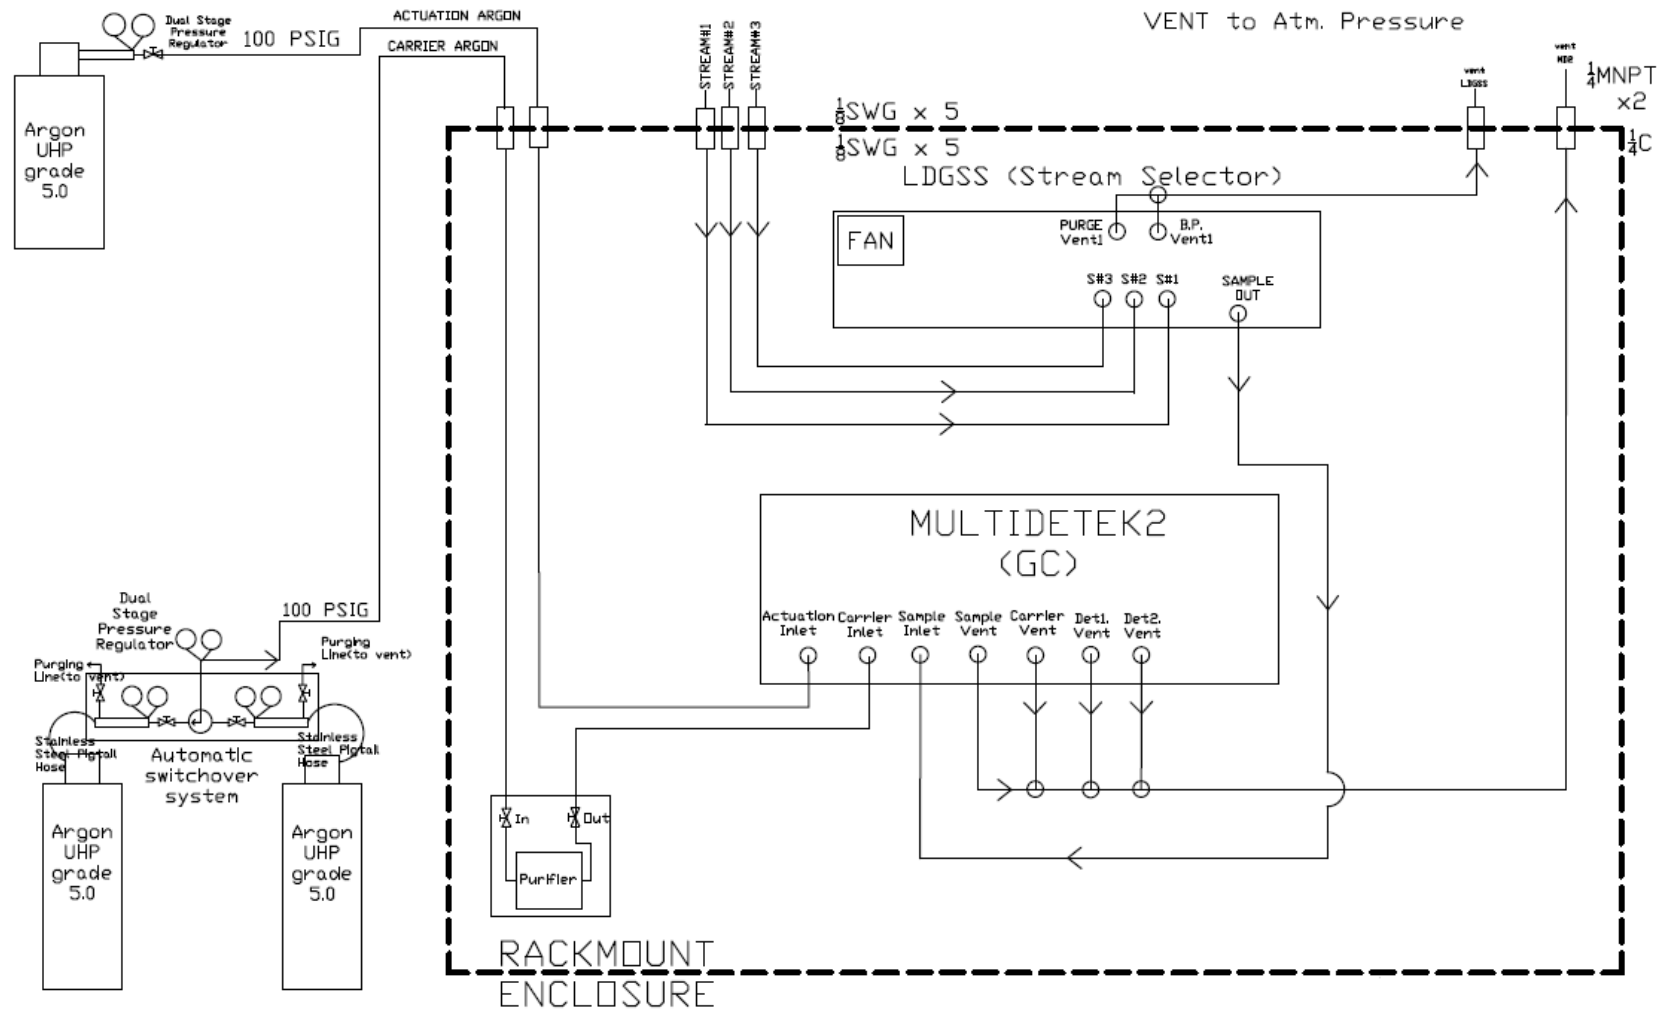 ACTUATION ARGON
CARRIER ARGON
Dual Stage
Pressure
Regulator
100 PSIG
Argon
UHP
grade
5.0
STREAM#1
STREAM#2
STREAM#3
VENT to Atm. Pressure
vent
LDGSS
vent
MD2
1/4MNPT
x2
1/4C
1/8SWG x 5
1/8SWG x 5
LDGSS (Stream Selector)
FAN
PURGE
Vent1
B.P.
Vent1
S#3 S#2 S#1
SAMPLE
OUT
MULTIDETEK2
(GC)
Actuation
Inlet
Carrier
Inlet
Sample
Inlet
Sample
Vent
Carrier
Vent
Det1.
Vent
Det2.
Vent
Dual
Stage
Pressure
Regulator
100 PSIG
Purging
Line(to vent)
Purging
Line(to vent)
Stainless
Steel Pigtail
Hose
Stainless
Steel Pigtail
Hose
Automatic
switchover
system
Argon
UHP
grade
5.0
Argon
UHP
grade
5.0
In
Out
Purifier
RACKMOUNT
ENCLOSURE